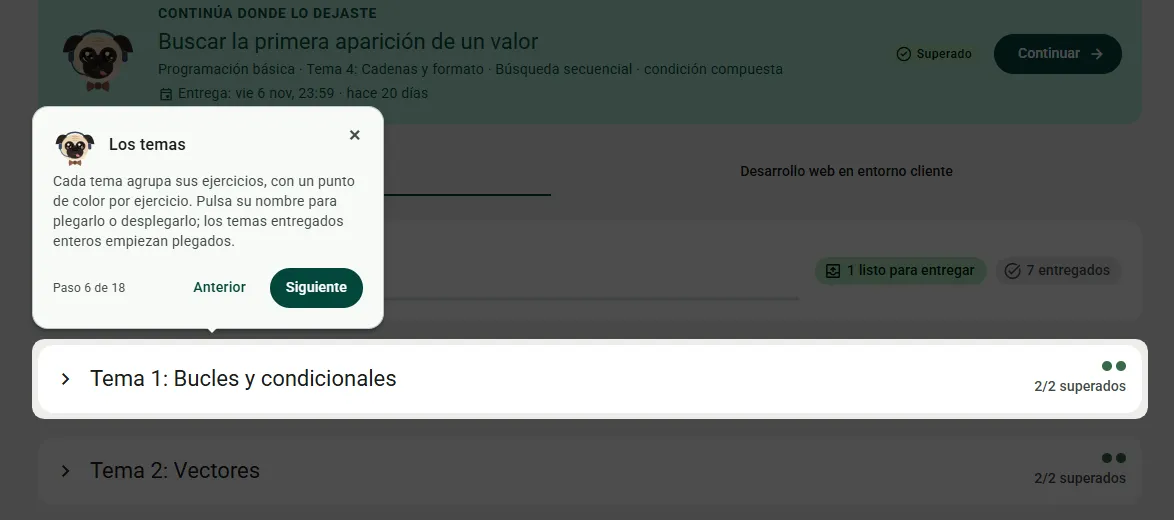 CONTINÚA DONDE LO DEJASTE
Buscar la primera aparición de un valor
Programación básica · Tema 4: Cadenas y formato · Búsqueda secuencial · condición compuesta
Entrega: vie 6 nov, 23:59 · hace 20 días
Superado
Continuar
Los temas
Cada tema agrupa sus ejercicios, con un punto
de color por ejercicio. Pulsa su nombre para
plegarlo o desplegarlo; los temas entregados
enteros empiezan plegados.
Paso 6 de 18
Anterior
Siguiente
Desarrollo web en entorno cliente
1 listo para entregar
7 entregados
Tema 1: Bucles y condicionales
2/2 superados
Tema 2: Vectores
2/2 superados